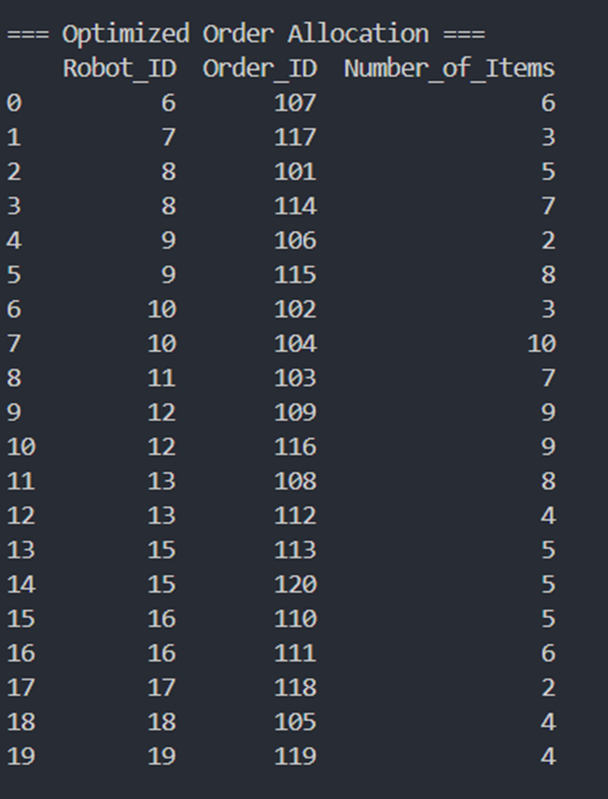 === Optimized Order Allocation ===
Robot_ID Order_ID Number_of_Items
0 6 107 6
1 7 117 3
2 8 101 5
3 8 114 7
4 9 106 2
5 9 115 8
6 10 102 3
7 10 104 10
8 11 103 7
9 12 109 9
10 12 116 9
11 13 108 8
12 13 112 4
13 15 113 5
14 15 120 5
15 16 110 5
16 16 111 6
17 17 118 2
18 18 105 4
19 19 119 4